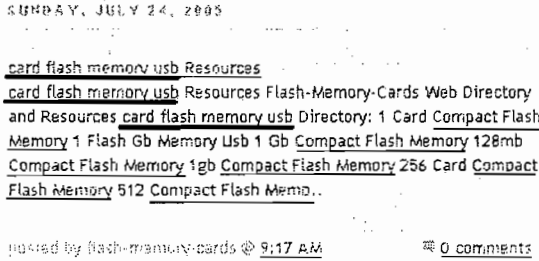 SUNDAY, JULY 24, 2005
card flash memory usb Resources
card flash memory usb Resources Flash-Memory-Cards Web Directory
and Resources card flash memory usb Directory: 1 Card Compact Flash
Memory 1 Flash Gb Memory Usb 1 Gb Compact Flash Memory 128mb
Compact Flash Memory 1gb Compact Flash Memory 256 Card Compact
Flash Memory 512 Compact Flash Memo..
posted by flash-memory-cards @ 9:17 AM
0 comments